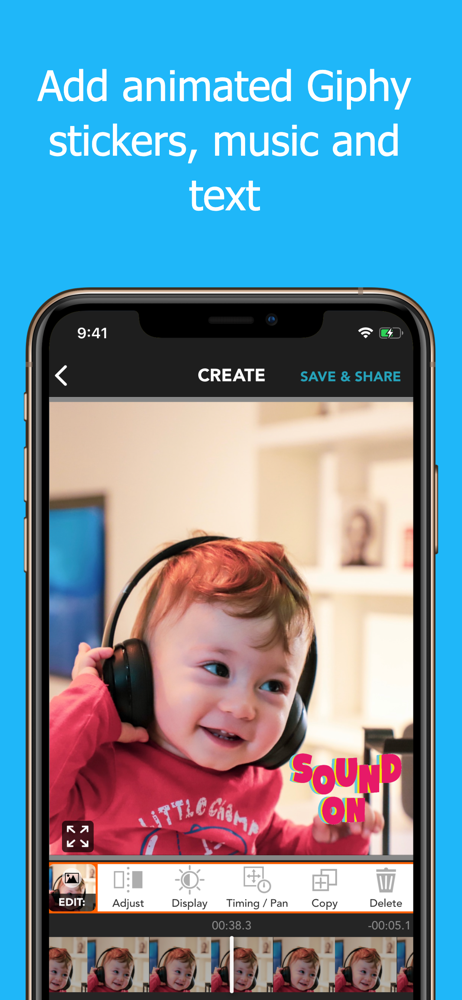 Add animated Giphy
stickers, music and
text
9:41
CREATE
SAVE & SHARE
LITTLE CHAMP
SOUND
ON
EDIT:
Adjust
Display
Timing / Pan
Copy
Delete
00:38.3
-00:05.1